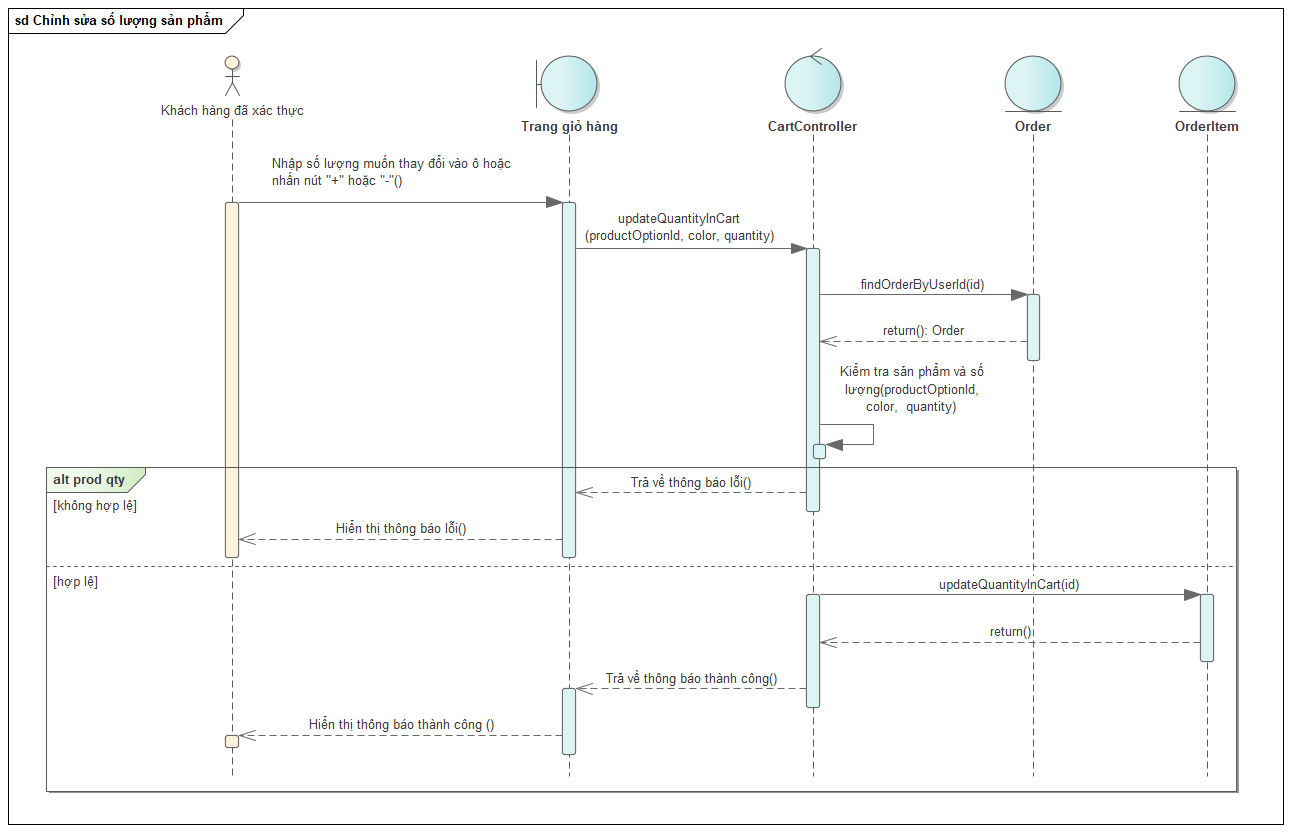 sd Chỉnh sửa số lượng sản phẩm
Khách hàng đã xác thực
Trang giỏ hàng
CartController
Order
OrderItem
Nhập số lượng muốn thay đổi vào ô hoặc
nhấn nút "+" hoặc "-"()
updateQuantityInCart
(productOptionId, color, quantity)
findOrderByUserId(id)
return(): Order
Kiểm tra sản phẩm và số
lượng(productOptionId,
color,  quantity)
alt prod qty
[không hợp lệ]
Trả về thông báo lỗi()
Hiển thị thông báo lỗi()
[hợp lệ]
updateQuantityInCart(id)
return()
Trả về thông báo thành công()
Hiển thị thông báo thành công ()